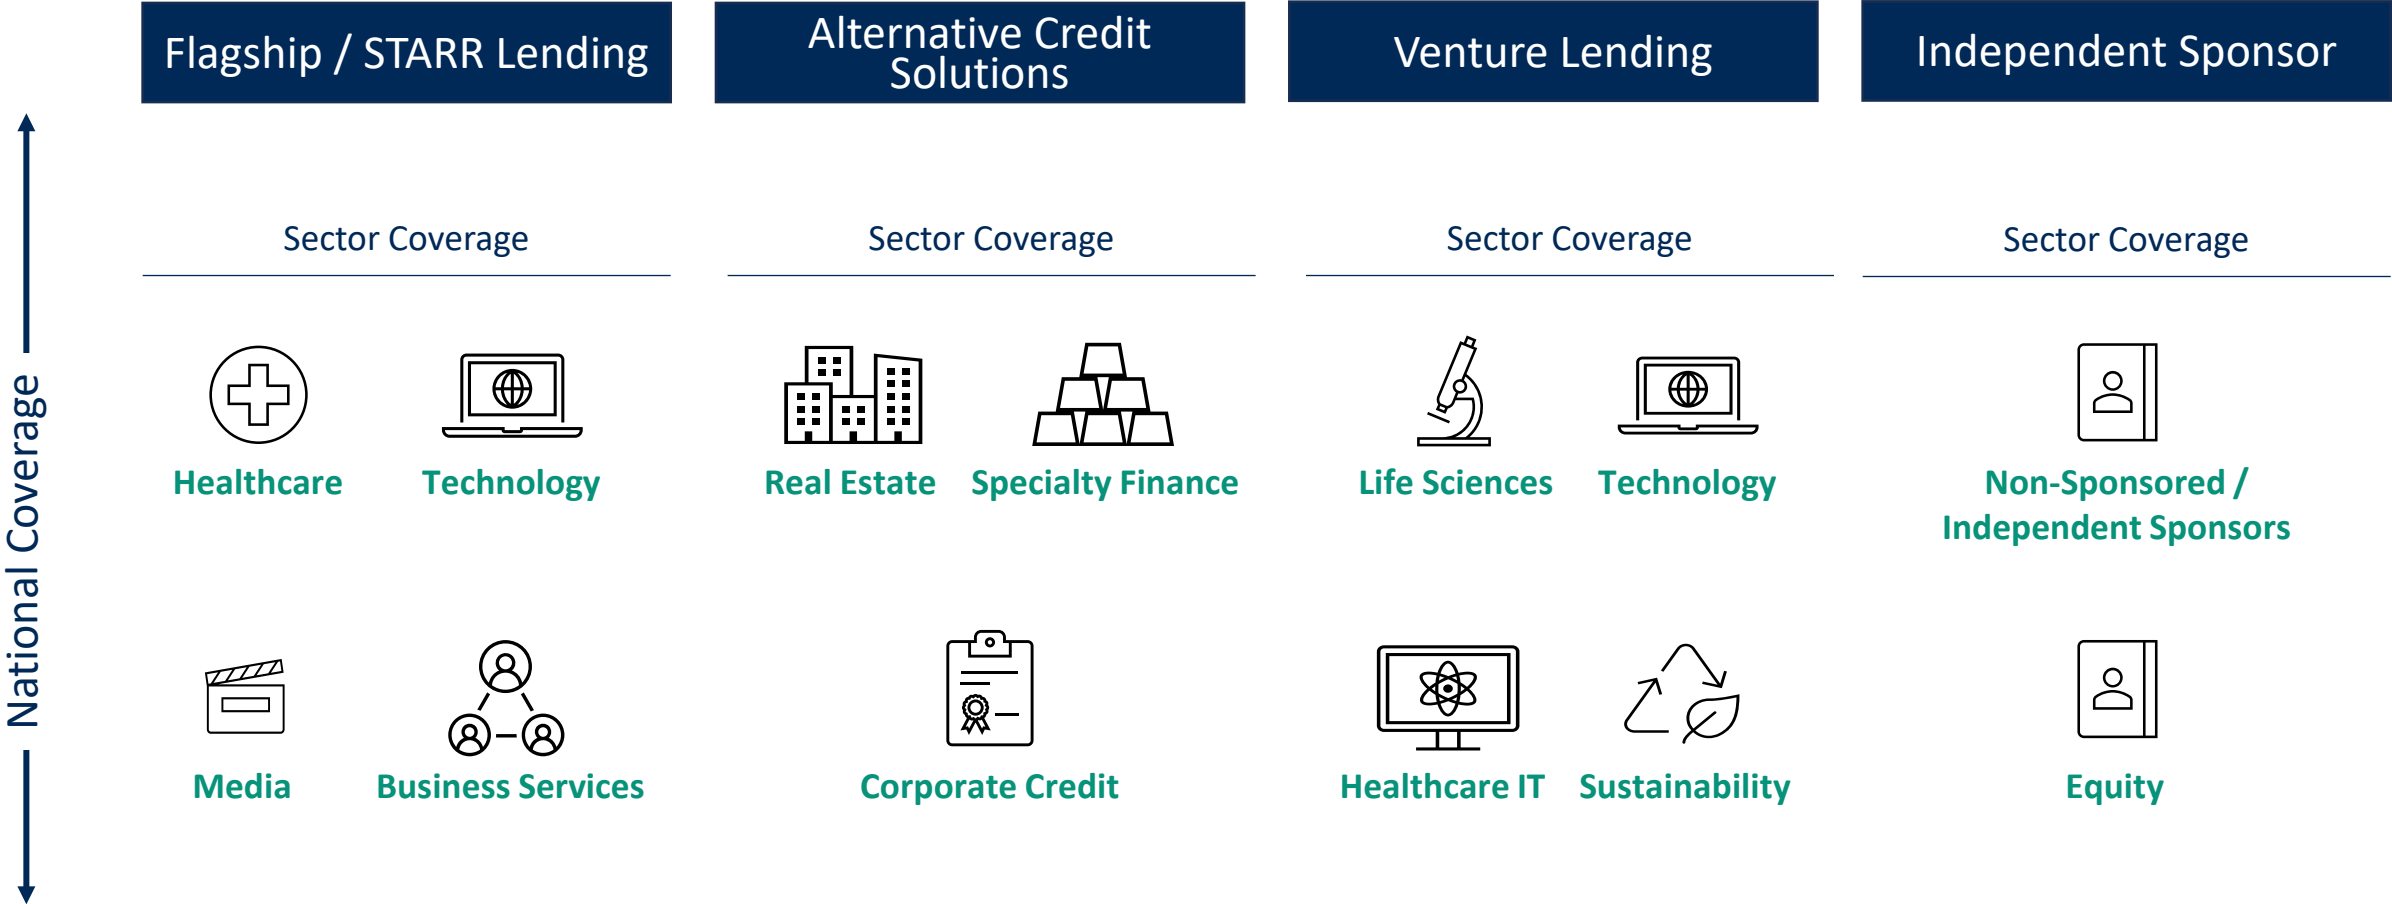 Flagship / STARR Lending
Alternative Credit
Solutions
Venture Lending
Independent Sponsor
National Coverage
Sector Coverage
Sector Coverage
Sector Coverage
Sector Coverage
Healthcare
Technology
Real Estate
Specialty Finance
Life Sciences
Technology
Non-Sponsored /
Independent Sponsors
Media
Business Services
Corporate Credit
Healthcare IT
Sustainability
Equity